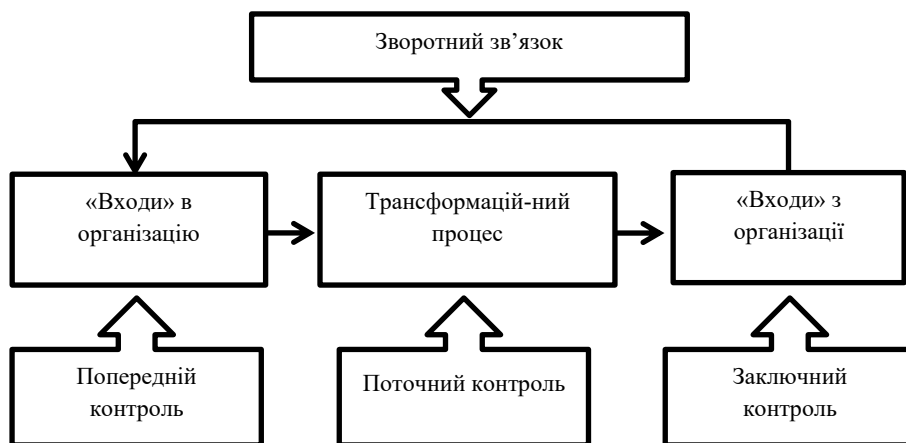 Зворотний зв’язок
«Входи» в
організацію
Трансформацій-ний
процес
«Входи» з
організації
Попередній
контроль
Поточний контроль
Заключний
контроль